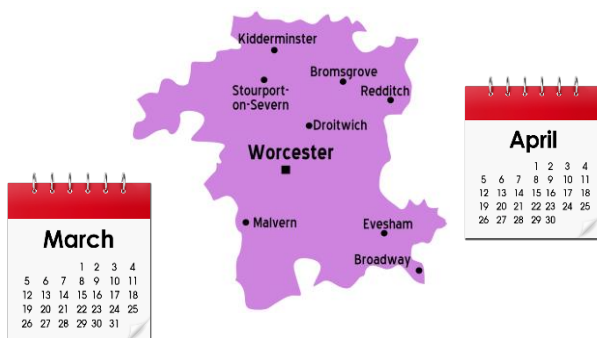 Kidderminster
Bromsgrove
Stourport-
on-Severn
Redditch
Droitwich
Worcester
Malvern
Evesham
Broadway
March
1 2 3 4
5 6 7 8 9 10 11
12 13 14 15 16 17 18
19 20 21 22 23 24 25
26 27 28 29 30 31
April
1 2 3 4
5 6 7 8 9 10 11
12 13 14 15 16 17 18
19 20 21 22 23 24 25
26 27 28 29 30